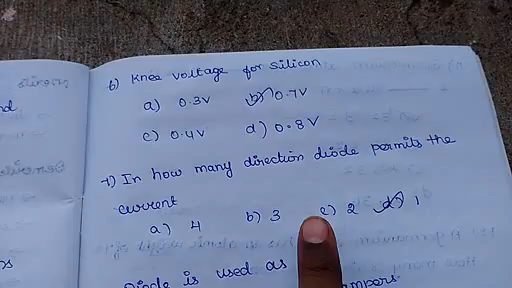 6) Knee voltage for Silicon
a) 0.3V b) 0.7V
c) 0.4V d) 0.8V
7) In how many direction diode permits the
current
a) 4 b) 3 c) 2 d) 1
Diode is used as